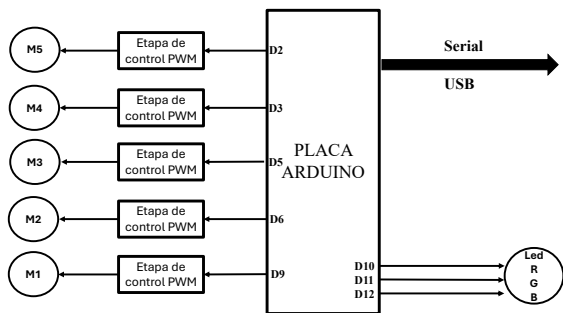 M5
Etapa de
control PWM
D2
Serial
USB
M4
Etapa de
control PWM
D3
M3
Etapa de
control PWM
D5
PLACA
ARDUINO
M2
Etapa de
control PWM
D6
M1
Etapa de
control PWM
D9
D10
D11
D12
Led
R
G
B